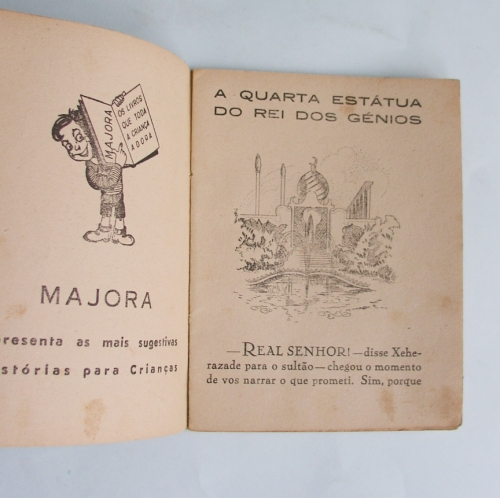 MAJORA
OS LIVROS
QUE TODA
A CRIANÇA
ADORA
MAJORA
presenta as mais sugestivas
stórias para Crianças
A QUARTA ESTÁTUA
DO REI DOS GÉNIOS
—REAL SENHOR!—disse Xehe-
razade para o sultão—chegou o momento
de vos narrar o que prometi. Sim, porque